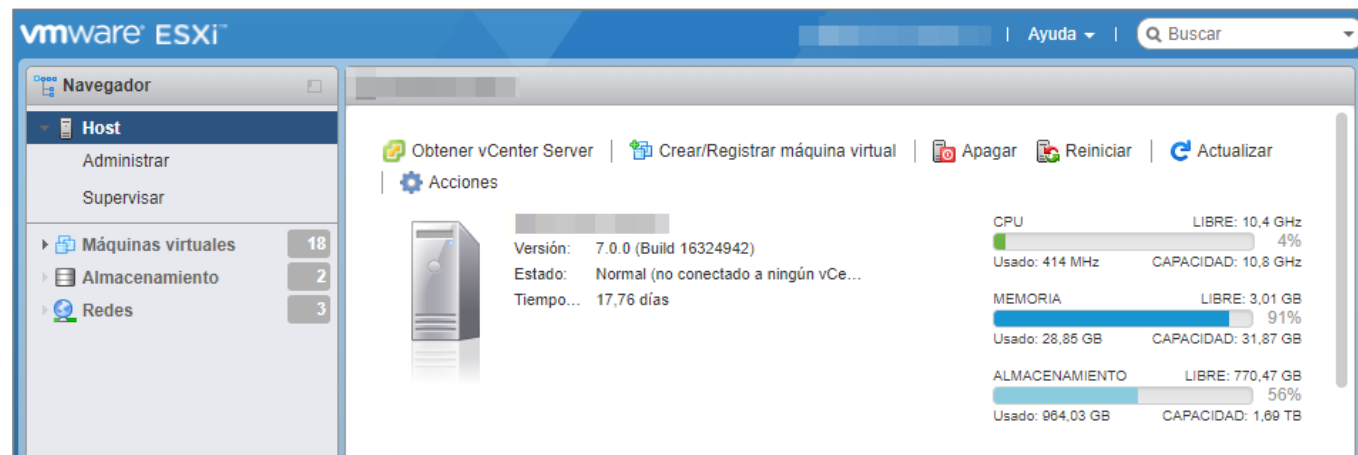 vmware ESXi™
Ayuda
Buscar
Navegador
Host
Administrar
Supervisar
Máquinas virtuales 18
Almacenamiento 2
Redes 3
Obtener vCenter Server | Crear/Registrar máquina virtual | Apagar Reiniciar | Actualizar
| Acciones
Versión: 7.0.0 (Build 16324942)
Estado: Normal (no conectado a ningún vCe...
Tiempo... 17,76 días
CPU LIBRE: 10,4 GHz
4%
Usado: 414 MHz CAPACIDAD: 10,8 GHz
MEMORIA LIBRE: 3,01 GB
91%
Usado: 28,85 GB CAPACIDAD: 31,87 GB
ALMACENAMIENTO LIBRE: 770,47 GB
56%
Usado: 964,03 GB CAPACIDAD: 1,69 TB